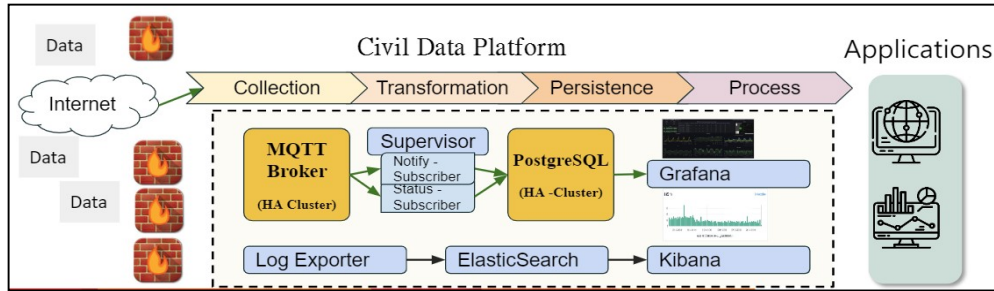 Data
Civil Data Platform
Applications
Internet
Collection
Transformation
Persistence
Process
Data
Data
MQTT
Broker
(HA Cluster)
Supervisor
Notify -
Subscriber
Status -
Subscriber
PostgreSQL
(HA -Cluster)
Grafana
Log Exporter
ElasticSearch
Kibana